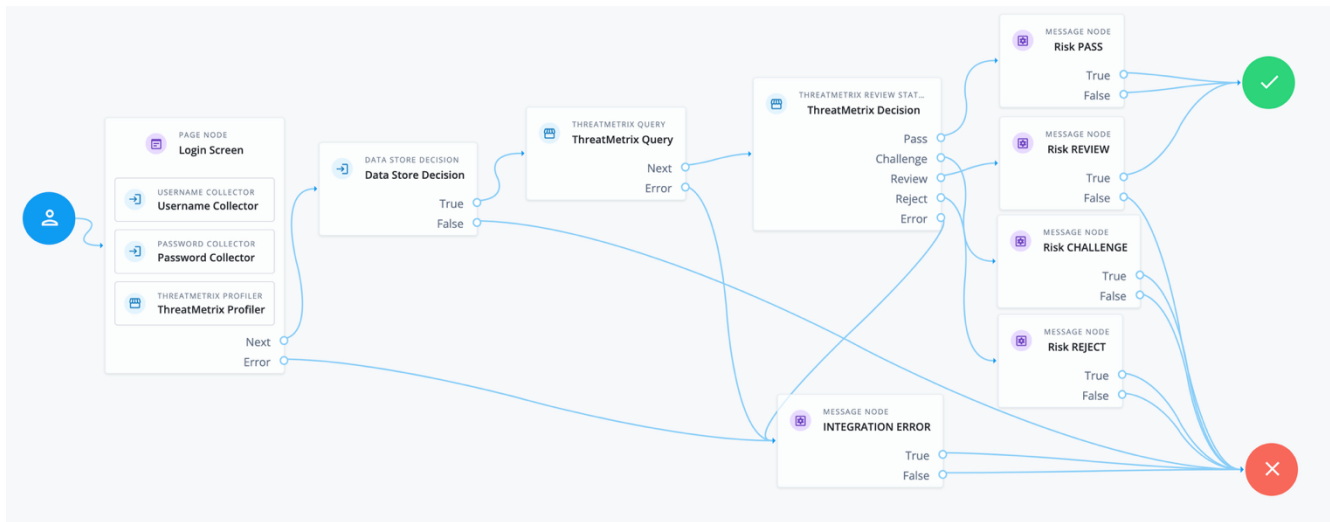 PAGE NODE
Login Screen
USERNAME COLLECTOR
Username Collector
PASSWORD COLLECTOR
Password Collector
THREATMETRIX PROFILER
ThreatMetrix Profiler
Next
Error
DATA STORE DECISION
Data Store Decision
True
False
THREATMETRIX QUERY
ThreatMetrix Query
Next
Error
THREATMETRIX REVIEW STAT...
ThreatMetrix Decision
Pass
Challenge
Review
Reject
Error
MESSAGE NODE
Risk PASS
True
False
MESSAGE NODE
Risk REVIEW
True
False
MESSAGE NODE
Risk CHALLENGE
True
False
MESSAGE NODE
Risk REJECT
True
False
MESSAGE NODE
INTEGRATION ERROR
True
False